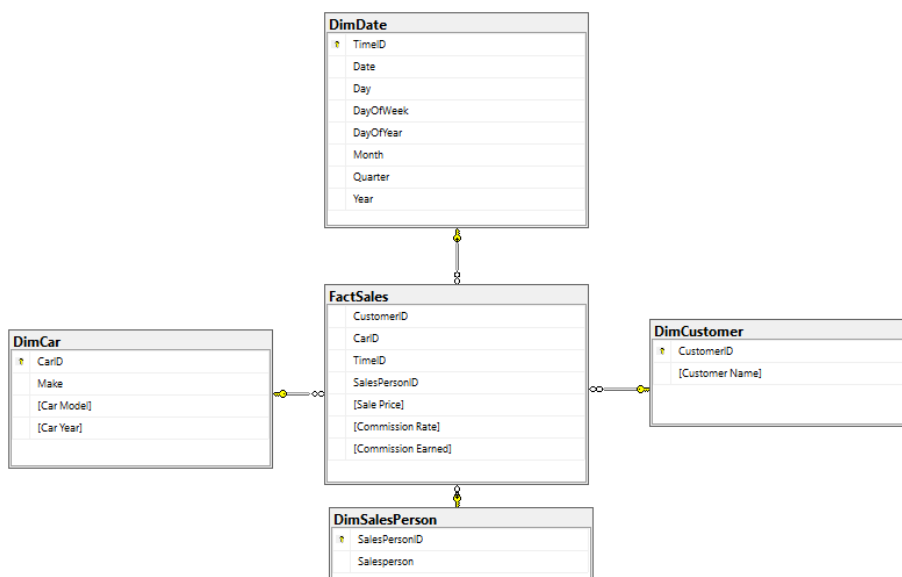 DimDate
TimeID
Date
Day
DayOfWeek
DayOfYear
Month
Quarter
Year
FactSales
CustomerID
CarID
TimeID
SalesPersonID
[Sale Price]
[Commission Rate]
[Commission Earned]
DimCar
CarID
Make
[Car Model]
[Car Year]
DimCustomer
CustomerID
[Customer Name]
DimSalesPerson
SalesPersonID
Salesperson